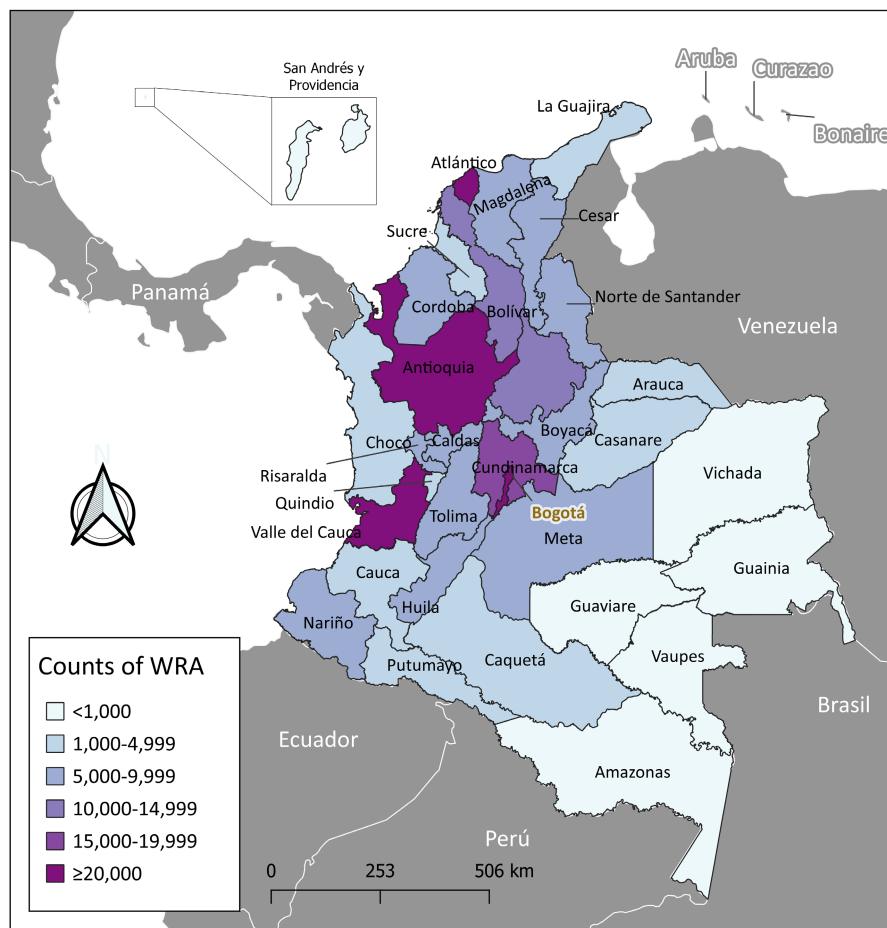 San Andrés y
Providencia
Aruba
Curazao
Bonaire
La Guajira
Atlántico
Magdalena
Cesar
Sucre
Panamá
Cordoba
Bolívar
Norte de Santander
Venezuela
Antioquia
Arauca
Chocó
Caldas
Boyacá
Casanare
Risaralda
Cundinamarca
Vichada
Quindio
Bogotá
Tolima
Valle del Cauca
Meta
N
Cauca
Guainia
Huila
Guaviare
Nariño
Vaupes
Putumayo
Caquetá
Brasil
Ecuador
Amazonas
Perú
Counts of WRA
<1,000
1,000-4,999
5,000-9,999
10,000-14,999
15,000-19,999
≥20,000
0 253 506 km